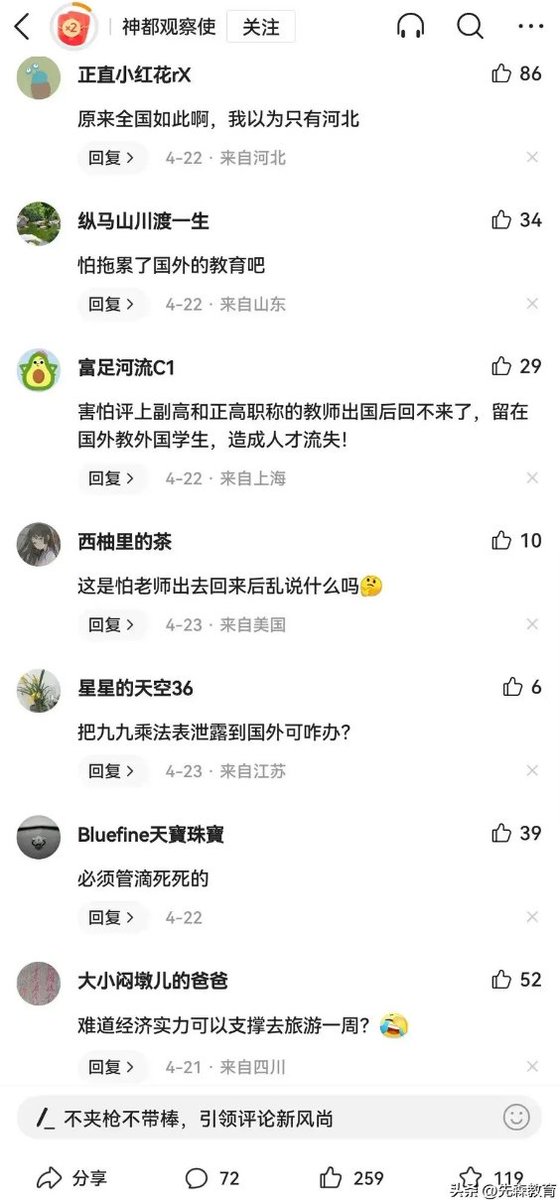 ×2
神都观察使
关注
正直小红花rX
86
原来全国如此啊，我以为只有河北
回复
4-22 · 来自河北
纵马山川渡一生
34
怕拖累了国外的教育吧
回复
4-22 · 来自山东
富足河流C1
29
害怕评上副高和正高职称的教师出国后回不来了，留在
国外教外国学生，造成人才流失！
回复
4-22 · 来自上海
西柚里的茶
10
这是怕老师出去回来后乱说什么吗🤔
回复
4-23 · 来自美国
星星的天空36
6
把九九乘法表泄露到国外可咋办？
回复
4-23 · 来自江苏
Bluefine天寶珠寶
39
必须管滴死死的
回复
4-22
大小闷墩儿的爸爸
52
难道经济实力可以支撑去旅游一周？🤣
回复
4-21 · 来自四川
不夹枪不带棒，引领评论新风尚
分享
72
259
119
头条 @先森教育